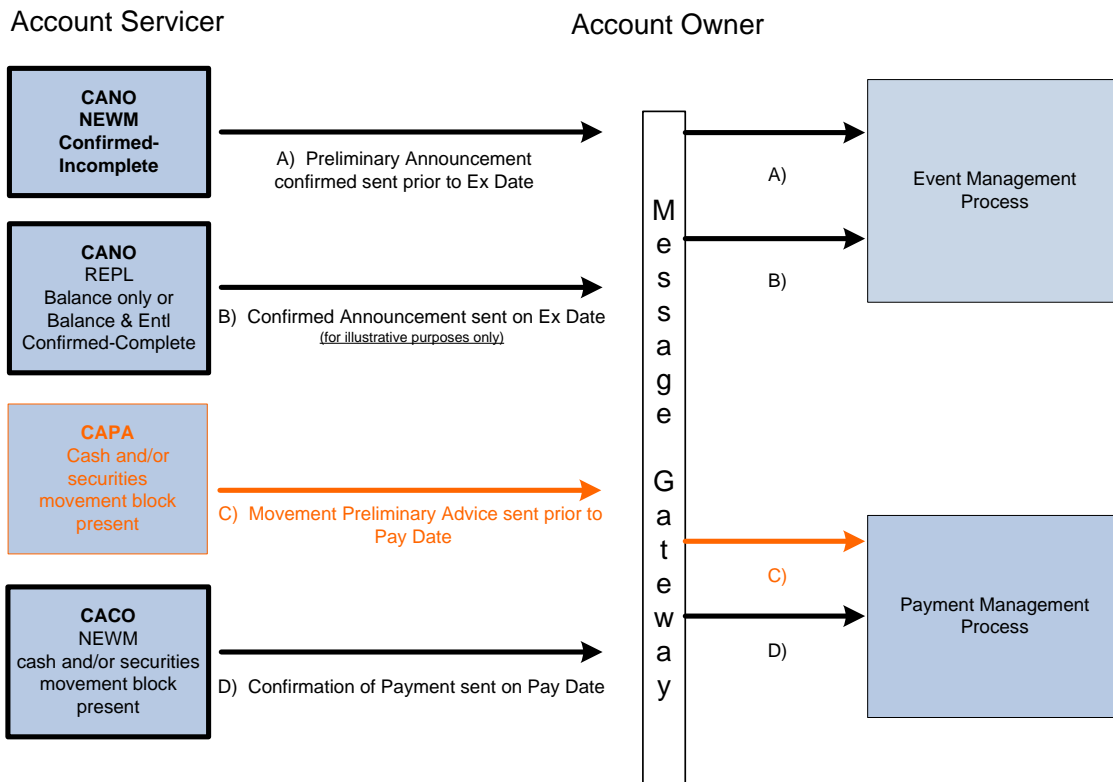 Account Servicer
Account Owner
CANO
NEWM
Confirmed-
Incomplete
A) Preliminary Announcement
confirmed sent prior to Ex Date
A)
Event Management
Process
CANO
REPL
Balance only or
Balance & Entl
Confirmed-Complete
B) Confirmed Announcement sent on Ex Date
(for illustrative purposes only)
B)
Message Gateway
CAPA
Cash and/or
securities
movement block
present
C) Movement Preliminary Advice sent prior to
Pay Date
C)
Payment Management
Process
CACO
NEWM
cash and/or securities
movement block
present
D) Confirmation of Payment sent on Pay Date
D)